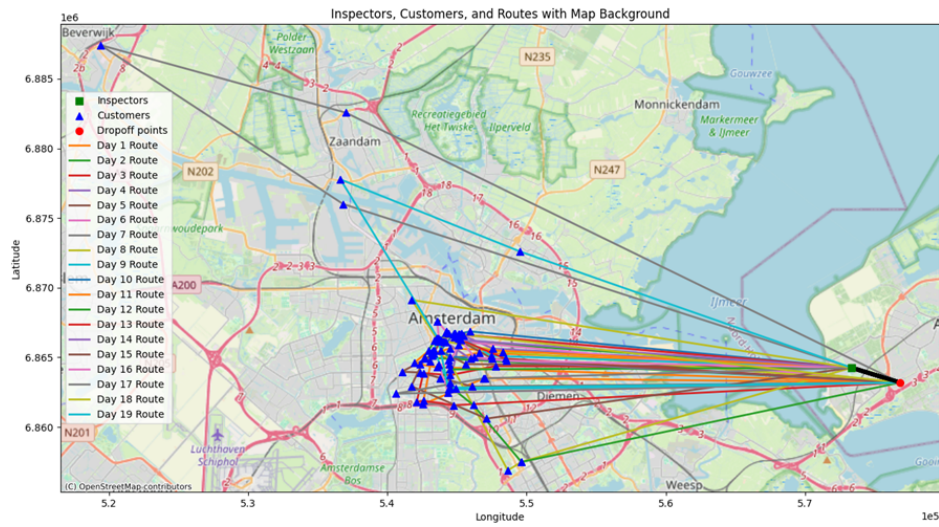 Inspectors, Customers, and Routes with Map Background
1e6
6.885
6.880
6.875
6.870
6.865
6.860
Latitude
Inspectors
Customers
Dropoff points
Day 1 Route
Day 2 Route
Day 3 Route
Day 4 Route
Day 5 Route
Day 6 Route
Day 7 Route
Day 8 Route
Day 9 Route
Day 10 Route
Day 11 Route
Day 12 Route
Day 13 Route
Day 14 Route
Day 15 Route
Day 16 Route
Day 17 Route
Day 18 Route
Day 19 Route
Beverwijk
Polder
Westzaan
N235
Gouwzee
Monnickendam
Recreatiegebied
Het Twiske
Ilperveld
Markermeer
& IJmeer
Zaandam
N202
N247
woudepark
A200
IJmeer
Amsterdam
Diemen
N201
Luchthaven
Schiphol
Amsterdamse
Bos
Weesp
Gooi
(C) OpenStreetMap contributors
5.2
5.3
5.4
5.5
5.6
5.7
1e5
Longitude